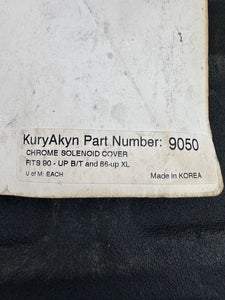 KuryAkyn Part Number: 9050
CHROME SOLENOID COVER
FITS 90 - UP B/T and 86-up XL
U of M: EACH Made in KOREA